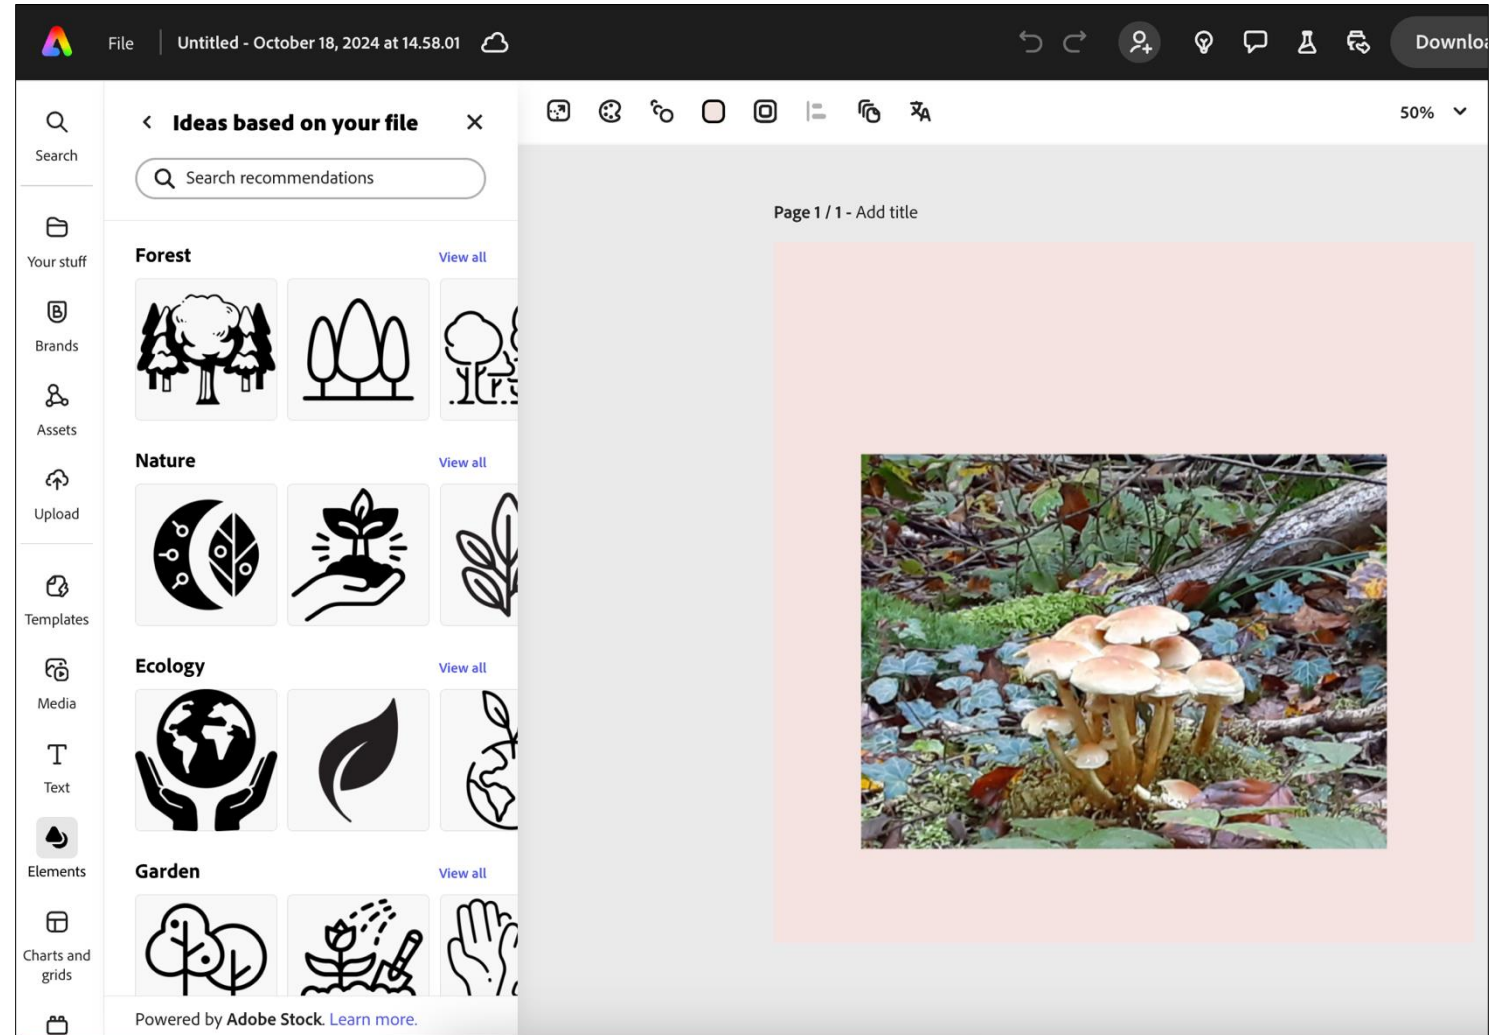 File
Untitled - October 18, 2024 at 14.58.01
Search
Your stuff
Brands
Assets
Upload
Templates
Media
Text
Elements
Charts and
grids
Ideas based on your file
Search recommendations
Forest
View all
Nature
View all
Ecology
View all
Garden
View all
Powered by Adobe Stock. Learn more.
50%
Page 1 / 1 - Add title